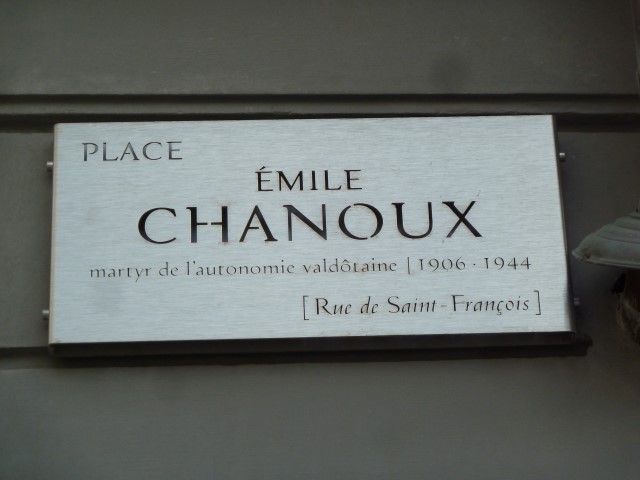 PLACE
ÉMILE
CHANOUX
martyr de l'autonomie valdôtaine | 1906 · 1944
[Rue de Saint-François]